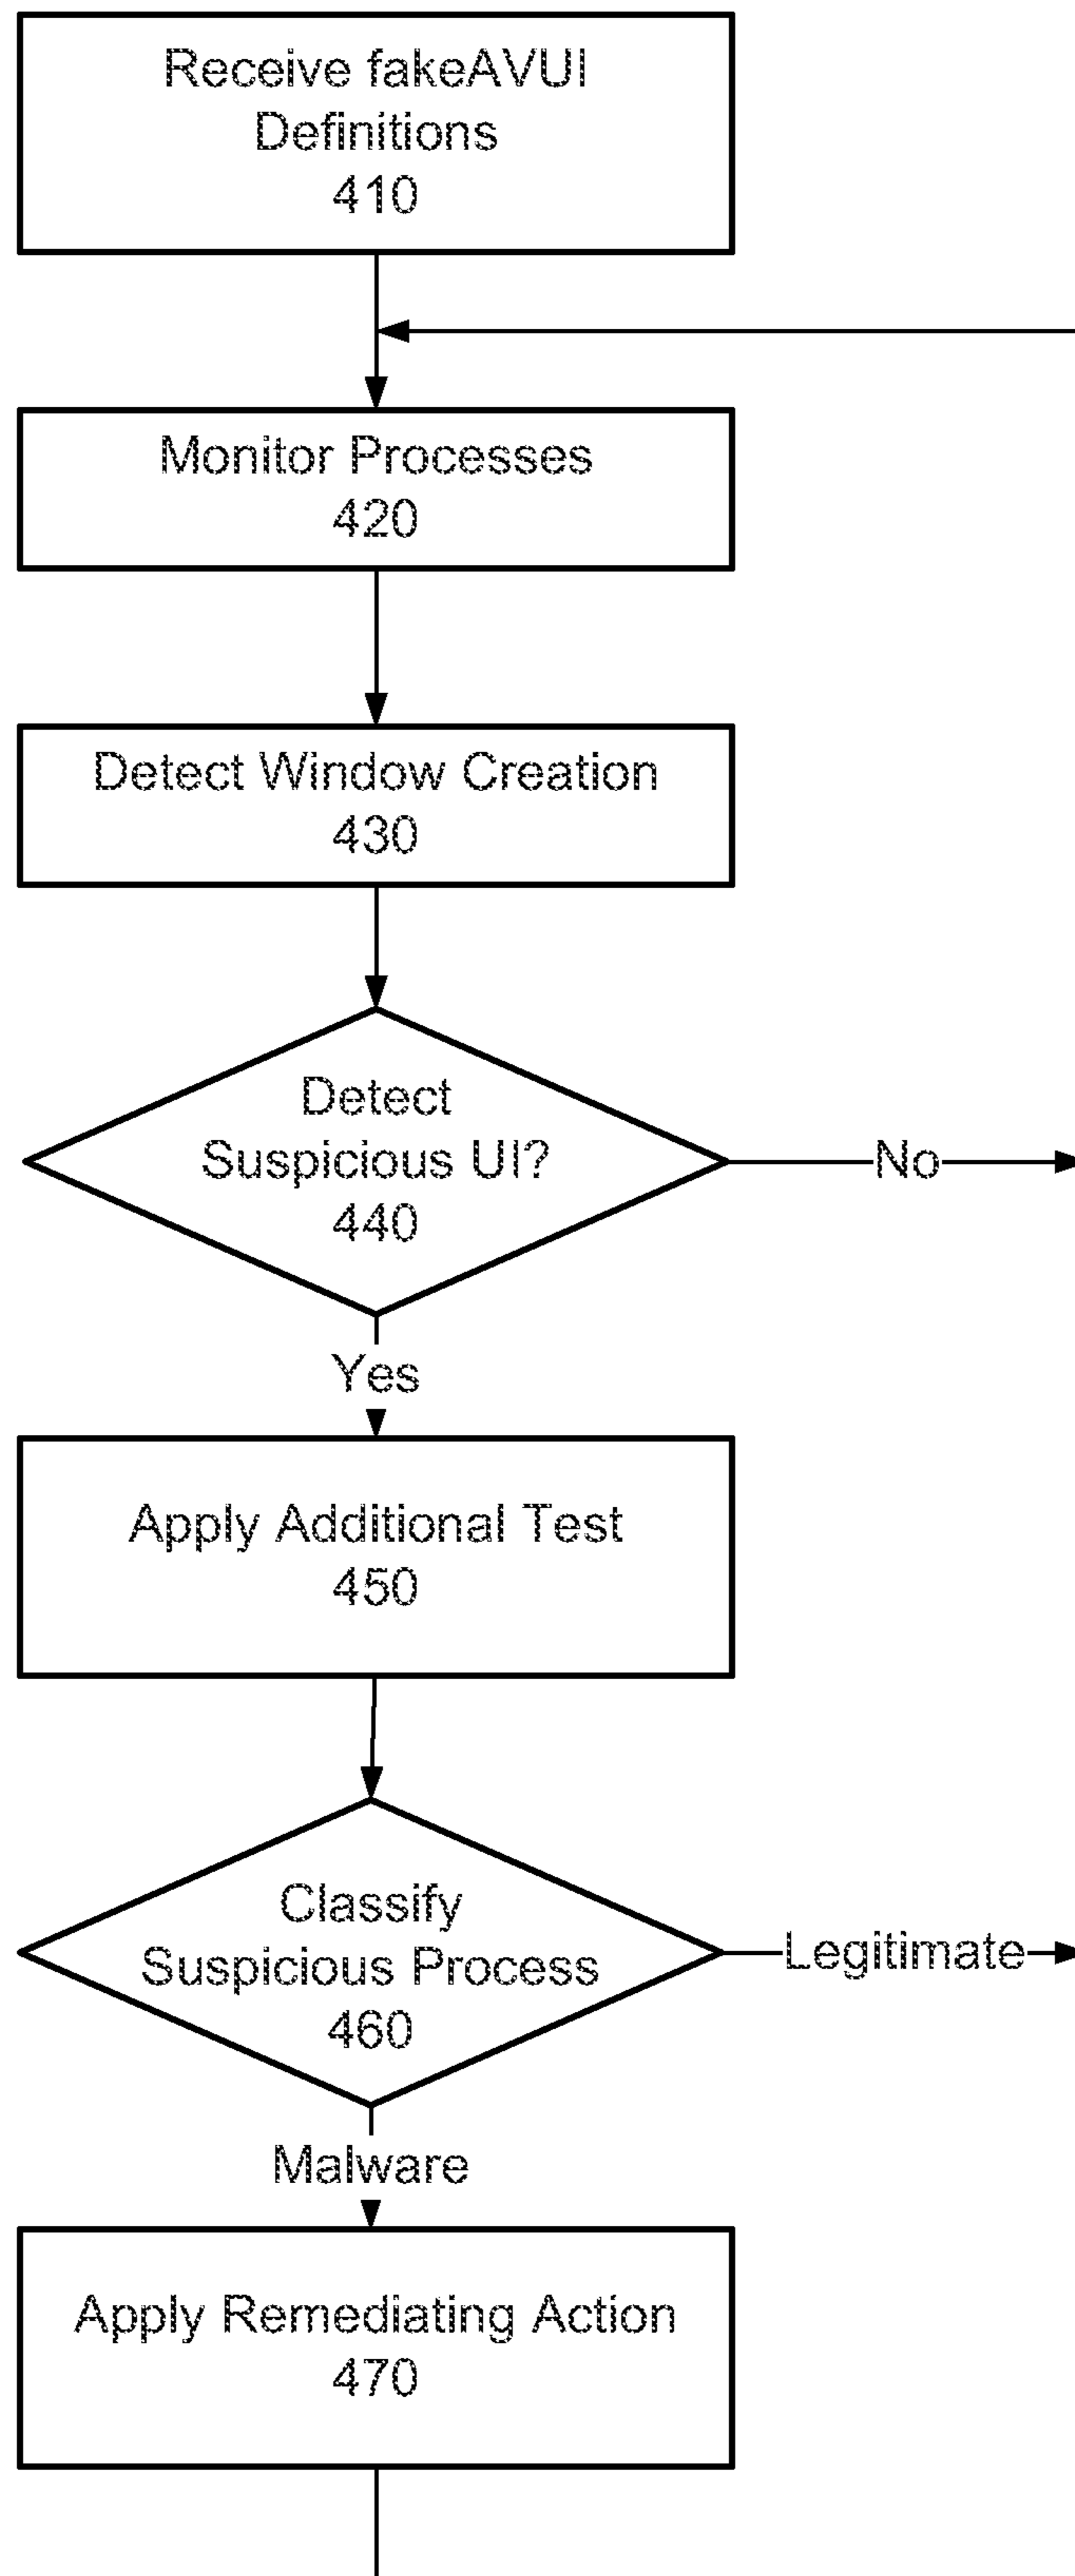 Receive fakeAVUI
Definitions
410
Monitor Processes
420
Detect Window Creation
430
Detect
Suspicious UI?
440
No
Yes
Apply Additional Test
450
Classify
Suspicious Process
460
Legitimate
Malware
Apply Remediating Action
470